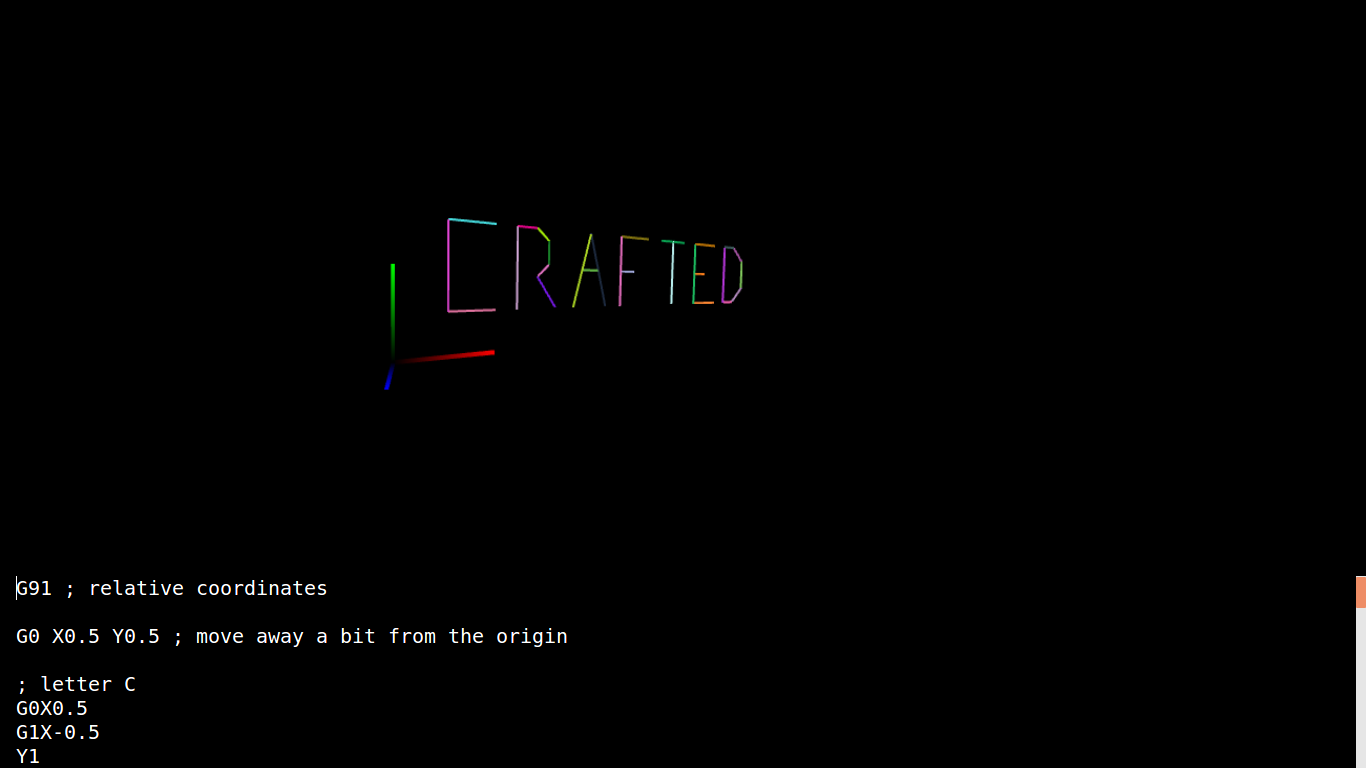 CRAFTED
G91 ; relative coordinates
G0 X0.5 Y0.5 ; move away a bit from the origin
; letter C
G0X0.5
G1X-0.5
Y1